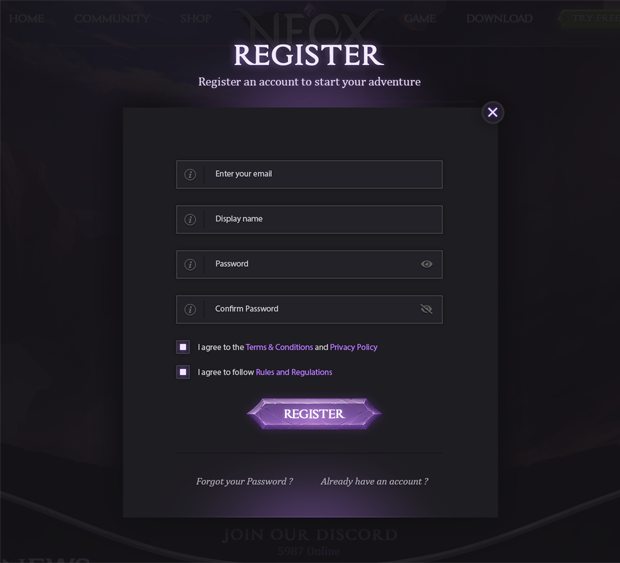 HOME COMMUNITY SHOP NEOX GAME DOWNLOAD
REGISTER
Register an account to start your adventure
Enter your email
Display name
Password
Confirm Password
I agree to the Terms & Conditions and Privacy Policy
I agree to follow Rules and Regulations
REGISTER
Forgot your Password ?
Already have an account ?
JOIN OUR DISCORD
3987 Online
NEWS